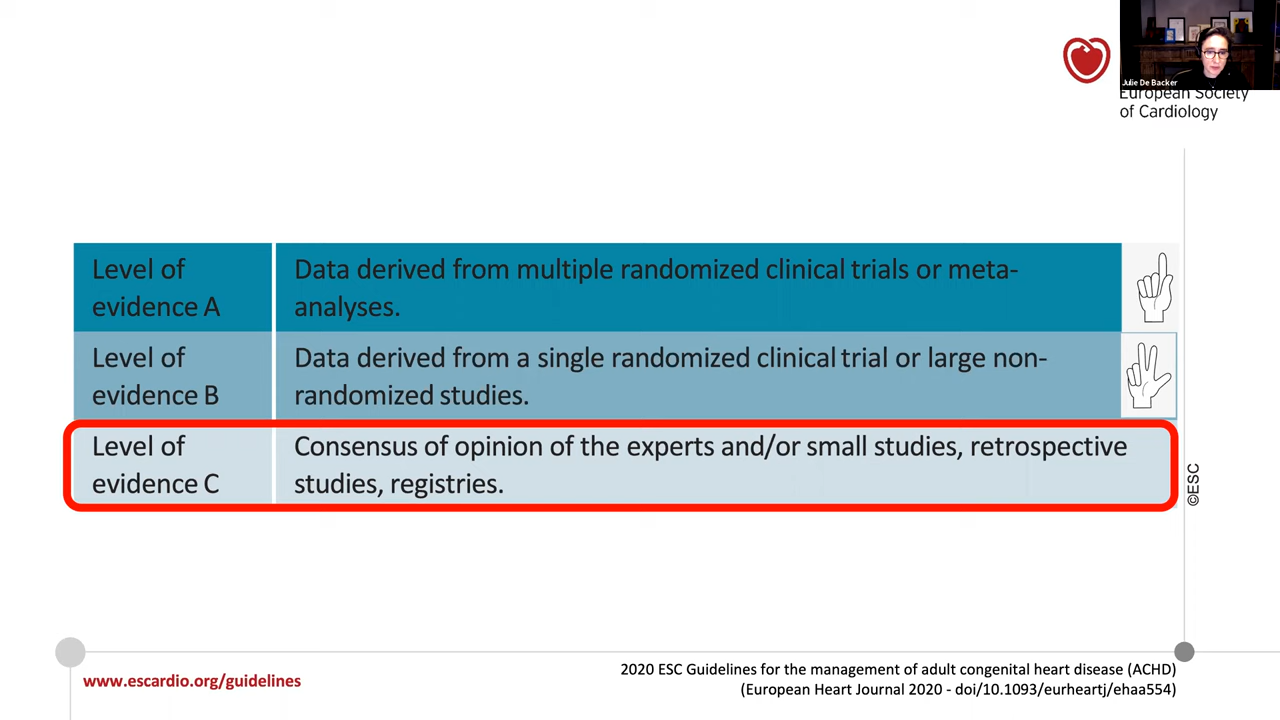 Julie De Backer
European Society
of Cardiology
Level of
evidence A
Data derived from multiple randomized clinical trials or meta-
analyses.
Level of
evidence B
Data derived from a single randomized clinical trial or large non-
randomized studies.
Level of
evidence C
Consensus of opinion of the experts and/or small studies, retrospective
studies, registries.
©ESC
www.escardio.org/guidelines
2020 ESC Guidelines for the management of adult congenital heart disease (ACHD)
(European Heart Journal 2020 - doi/10.1093/eurheartj/ehaa554)